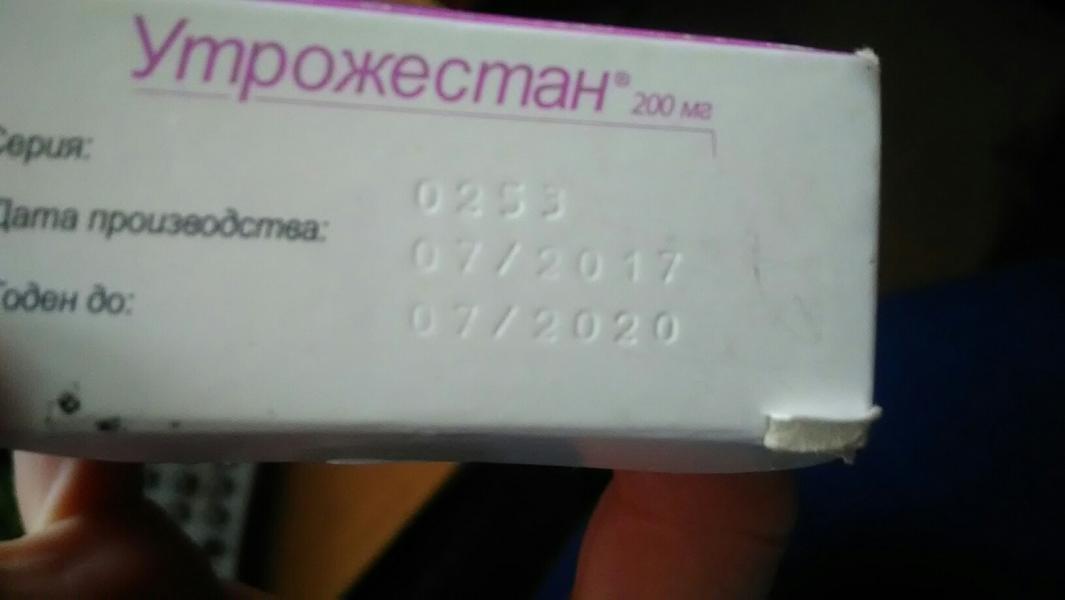 Утрожестан® 200 мг
Серия: 0253
Дата производства: 07/2017
Годен до: 07/2020